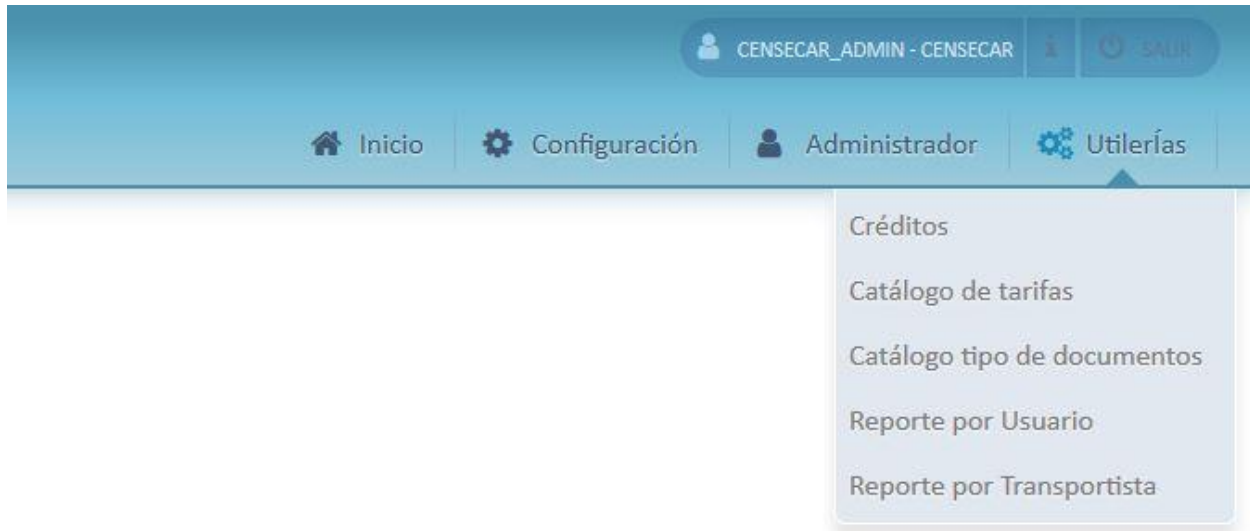 CENSECAR_ADMIN - CENSECAR SALIR
Inicio Configuración Administrador Utilerías
Créditos
Catálogo de tarifas
Catálogo tipo de documentos
Reporte por Usuario
Reporte por Transportista